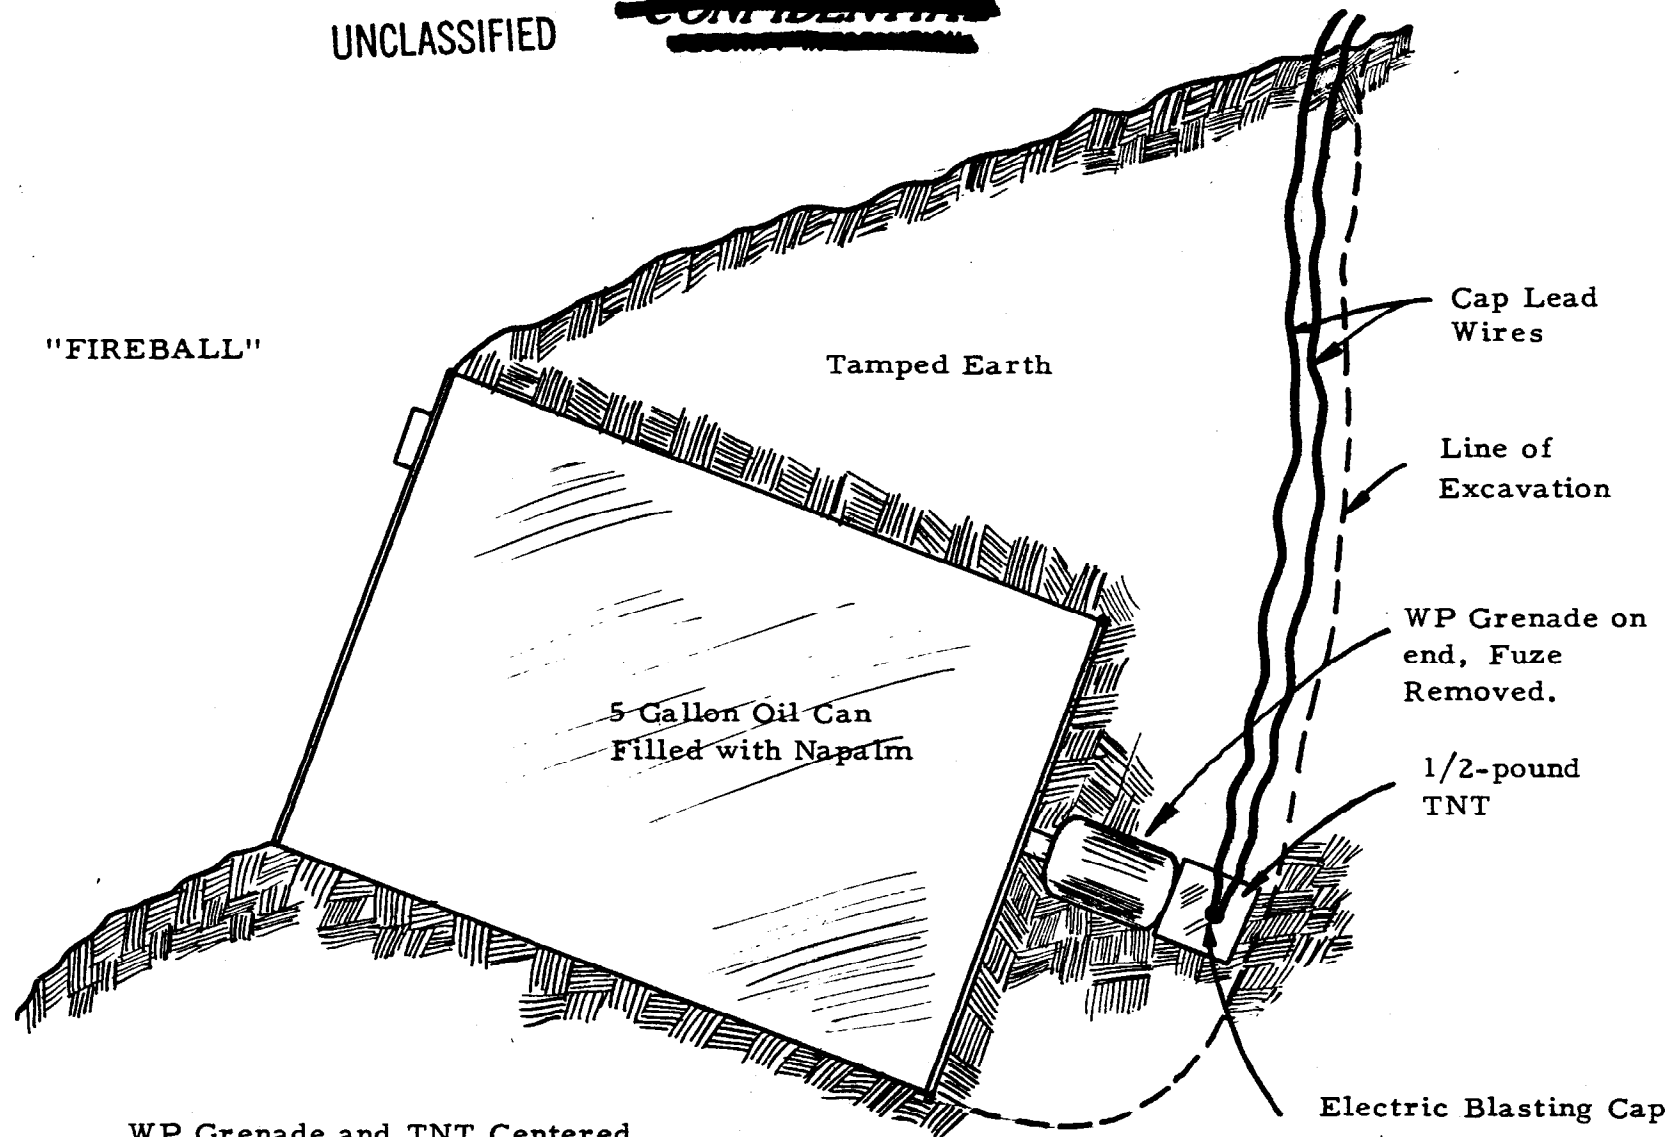 UNCLASSIFIED
CONFIDENTIAL
"FIREBALL"
Tamped Earth
Cap Lead
Wires
Line of
Excavation
WP Grenade on
end, Fuze
Removed.
5 Gallon Oil Can
Filled with Napalm
1/2-pound
TNT
Electric Blasting Cap
WP Grenade and TNT Centered